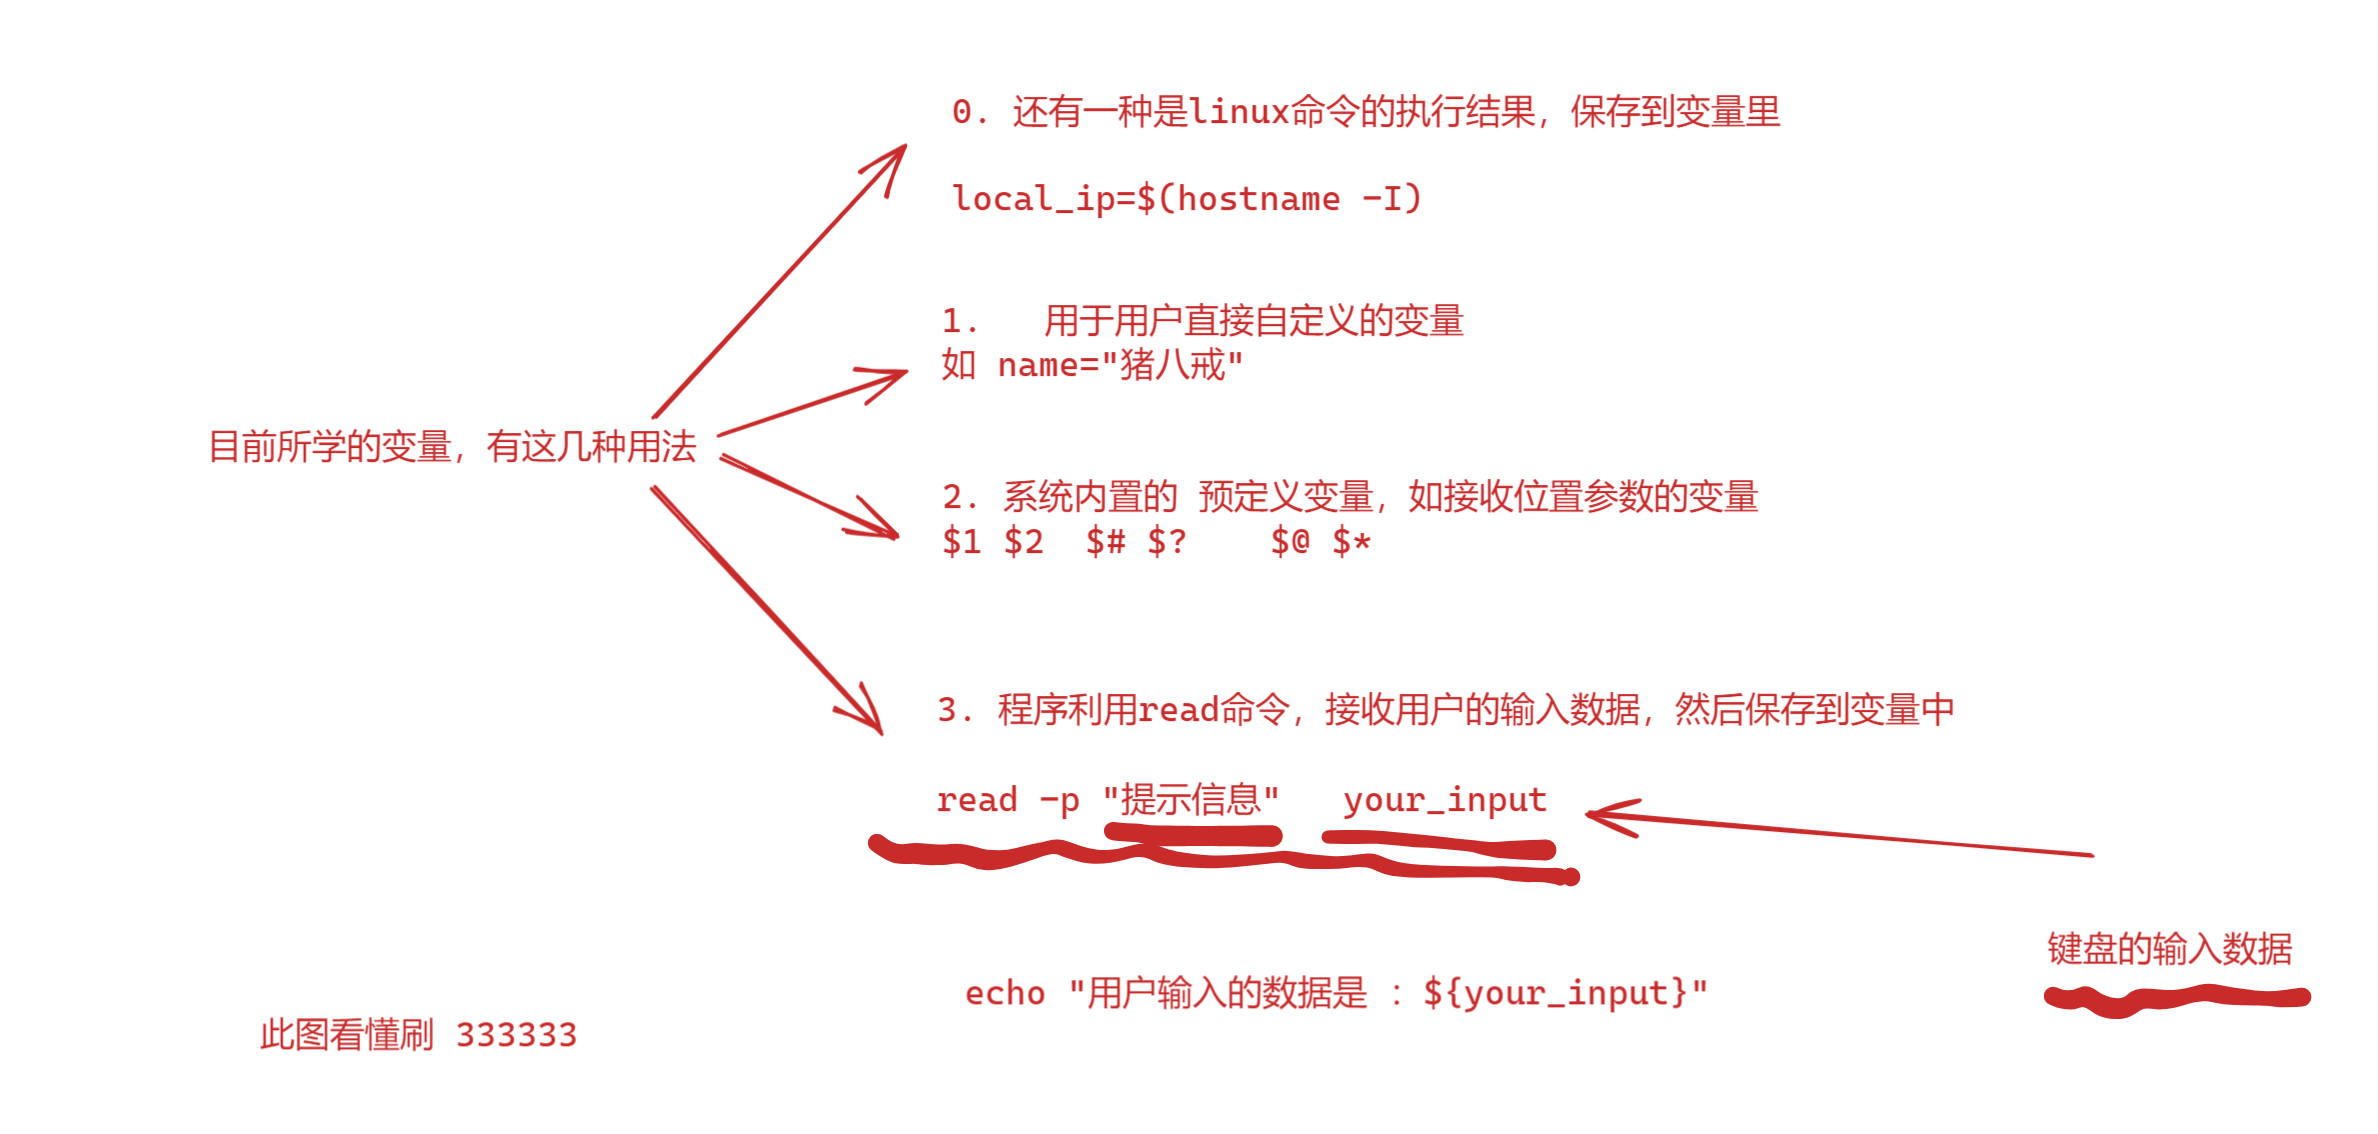 0. 还有一种是linux命令的执行结果，保存到变量里
local_ip=$(hostname -I)
1. 用于用户直接自定义的变量
如 name="猪八戒"
目前所学的变量，有这几种用法
2. 系统内置的 预定义变量，如接收位置参数的变量
$1 $2 $# $? $@ $*
3. 程序利用read命令，接收用户的输入数据，然后保存到变量中
read -p "提示信息" your_input
键盘的输入数据
echo "用户输入的数据是 : ${your_input}"
此图看懂刷 333333